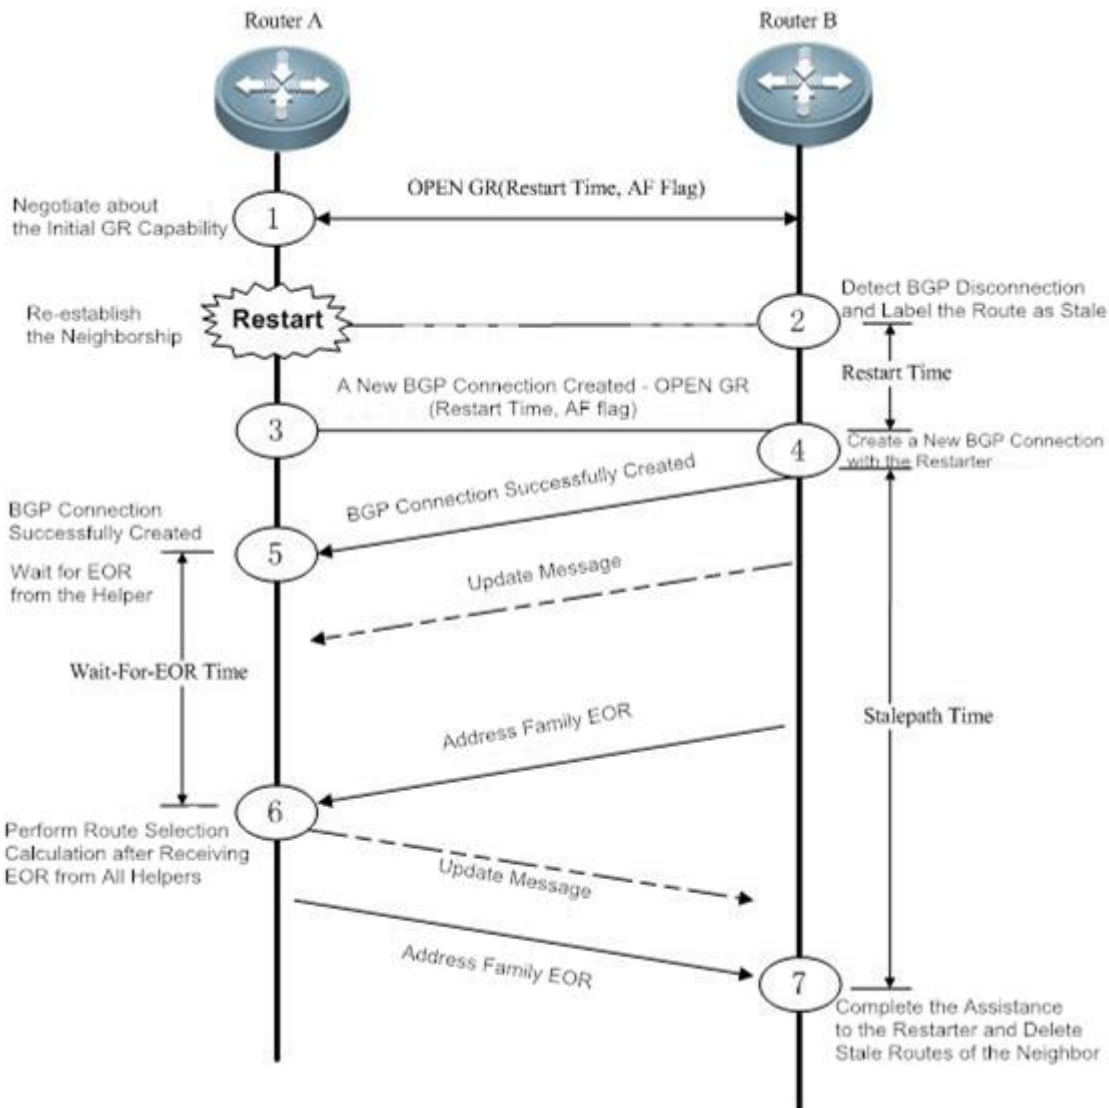 Router A
Router B
OPEN GR(Restart Time, AF Flag)
Negotiate about
the Initial GR Capability
1
Detect BGP Disconnection
and Label the Route as Stale
Re-establish
the Neighborship
Restart
2
Restart Time
A New BGP Connection Created - OPEN GR
(Restart Time, AF flag)
3
4
Create a New BGP Connection
with the Restarter
BGP Connection Successfully Created
BGP Connection
Successfully Created
5
Wait for EOR
from the Helper
Update Message
Wait-For-EOR Time
Stalepath Time
Address Family EOR
6
Perform Route Selection
Calculation after Receiving
EOR from All Helpers
Update Message
Address Family EOR
7
Complete the Assistance
to the Restarter and Delete
Stale Routes of the Neighbor